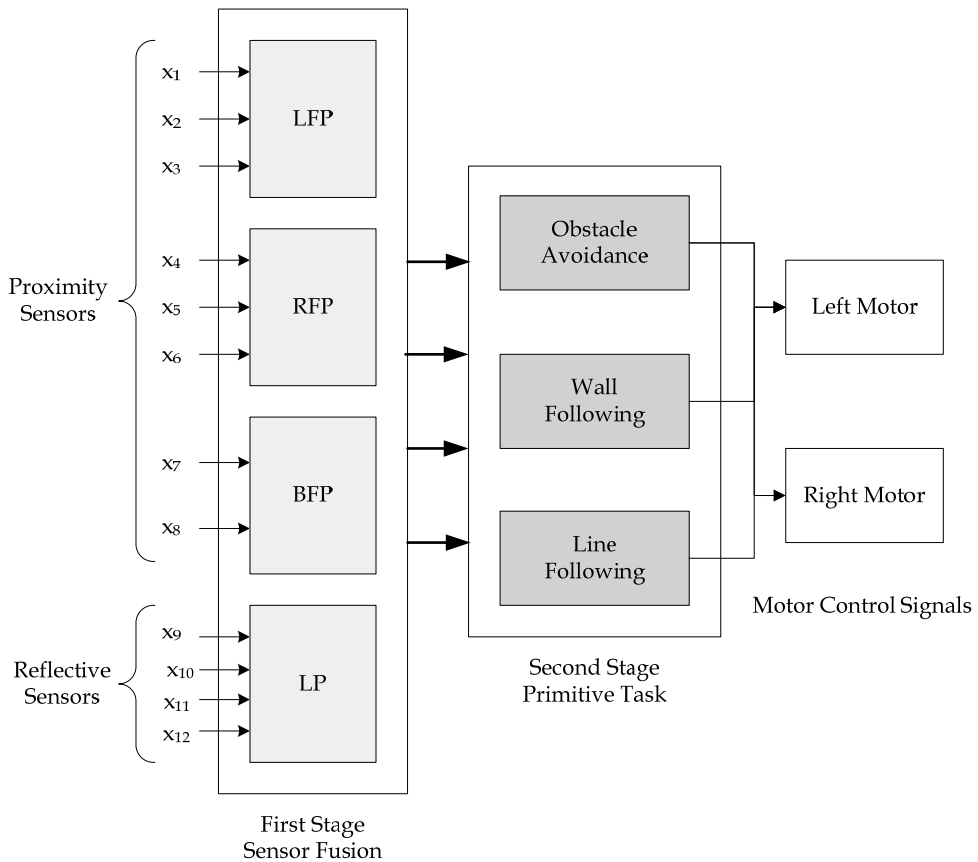 Proximity
Sensors
x1
x2
x3
x4
x5
x6
x7
x8
Reflective
Sensors
x9
x10
x11
x12
LFP
RFP
BFP
LP
First Stage
Sensor Fusion
Obstacle
Avoidance
Wall
Following
Line
Following
Second Stage
Primitive Task
Left Motor
Right Motor
Motor Control Signals